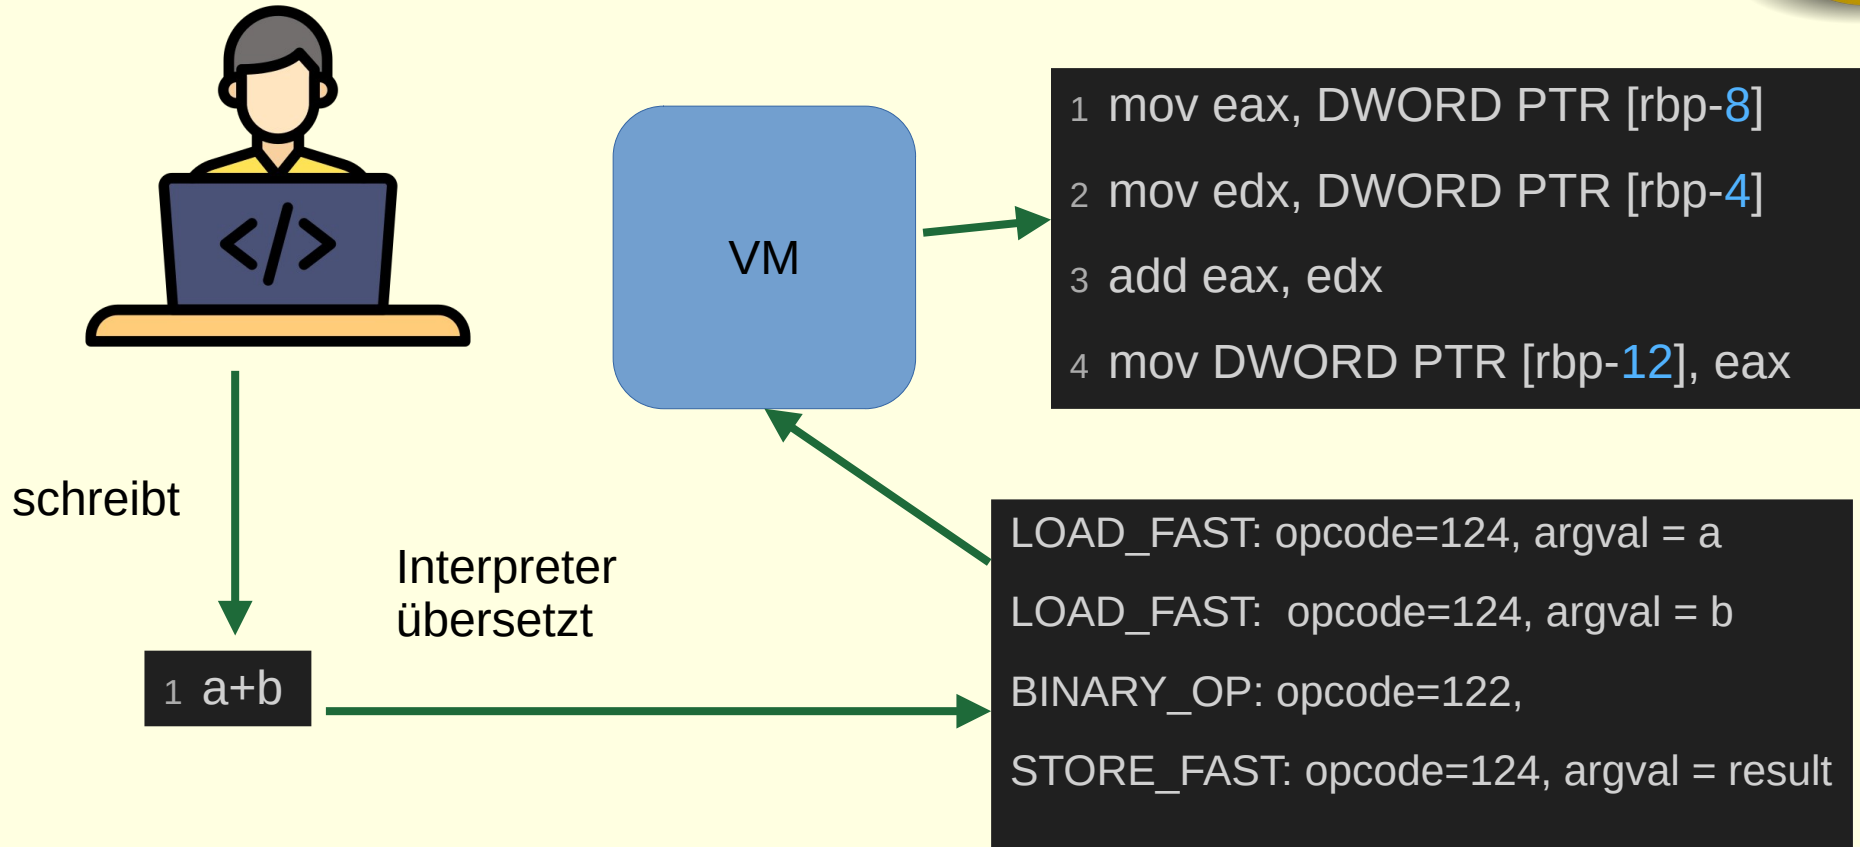 </>
VM
1 mov eax, DWORD PTR [rbp-8]
2 mov edx, DWORD PTR [rbp-4]
3 add eax, edx
4 mov DWORD PTR [rbp-12], eax
schreibt
Interpreter
übersetzt
1 a+b
LOAD_FAST: opcode=124, argval = a
LOAD_FAST:  opcode=124, argval = b
BINARY_OP: opcode=122,
STORE_FAST: opcode=124, argval = result